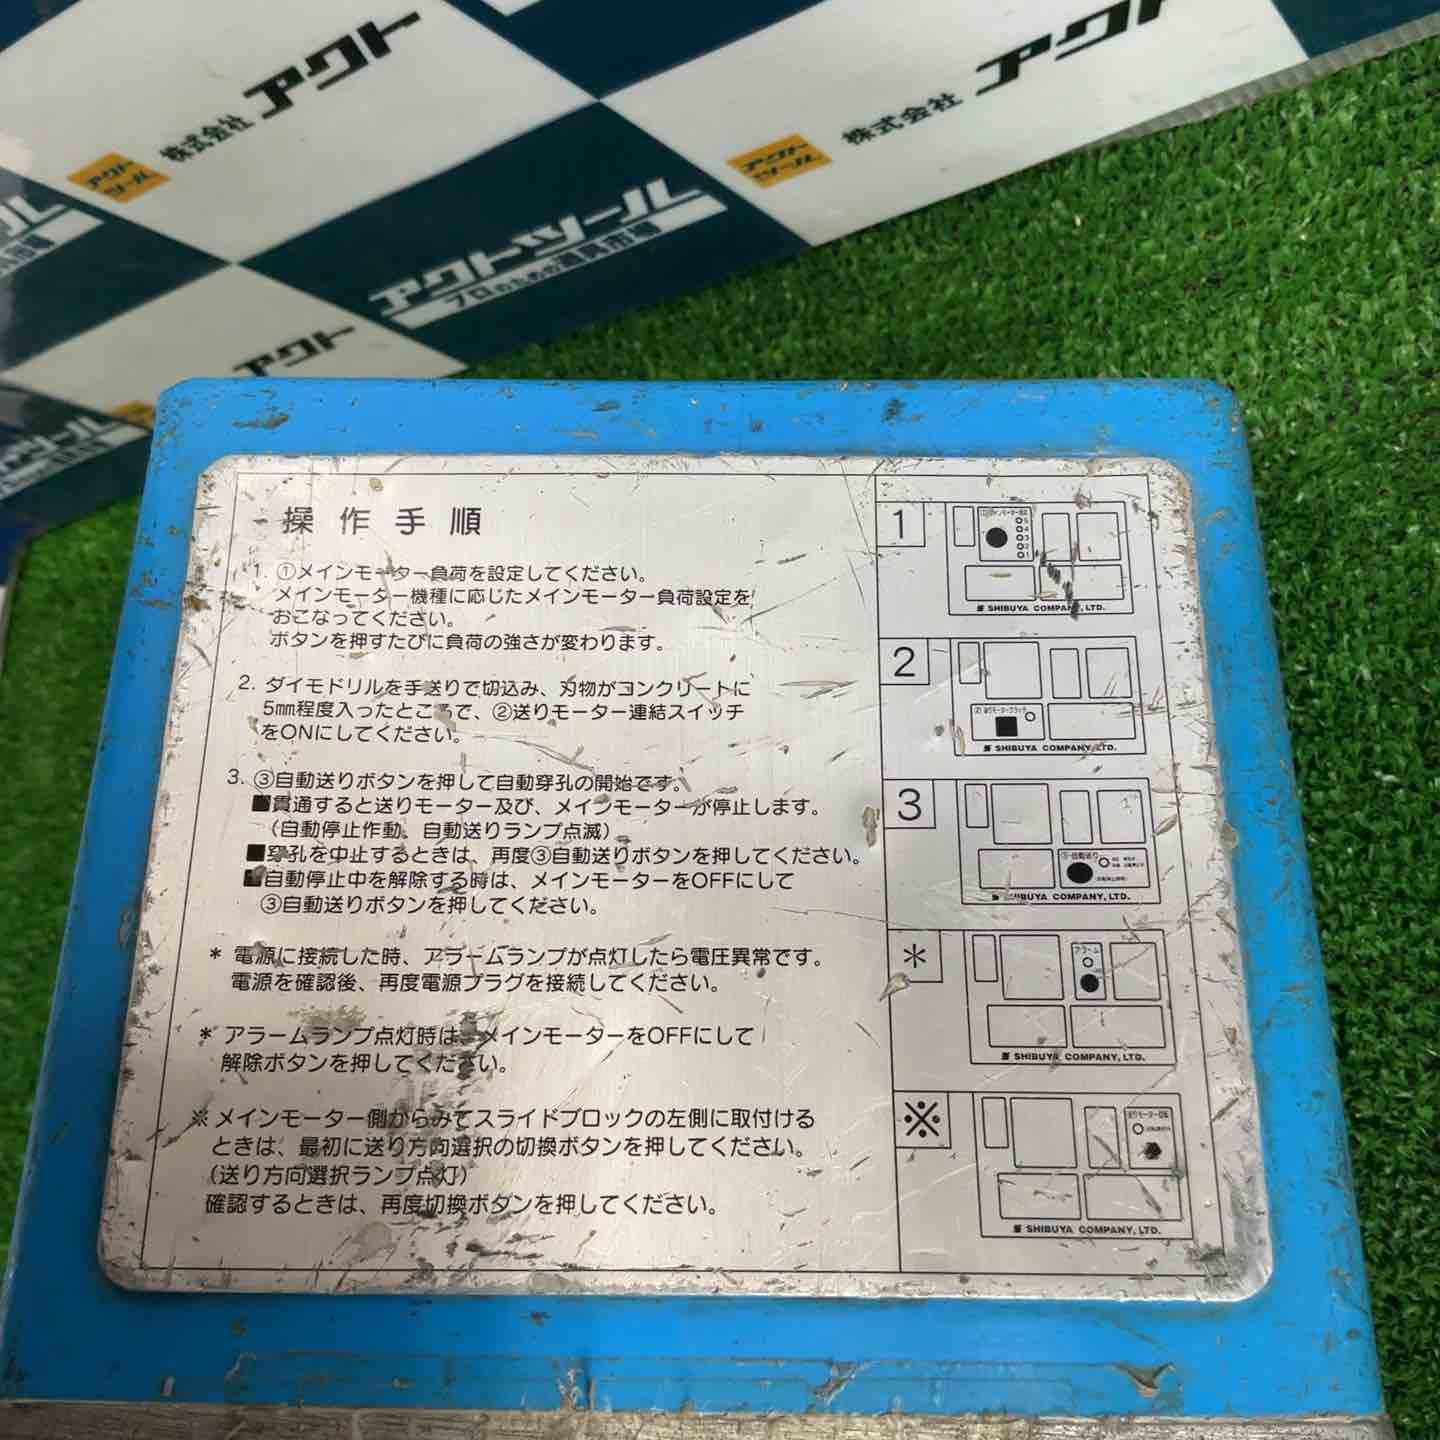 株式会社 アクト
アクト
ツール
株式会社 アクト
アクト
ツール
アクトツール
プロのための道具市場
アクト
操作手順
1. ①メインモーター負荷を設定してください。
メインモーター機種に応じたメインモーター負荷設定を
おこなってください。
ボタンを押すたびに負荷の強さが変わります。
2. ダイモドリルを手送りで切込み、刃物がコンクリートに
5mm程度入ったところで、②送りモーター連結スイッチ
をONにしてください。
3. ③自動送りボタンを押して自動穿孔の開始です。
■貫通すると送りモーター及び、メインモーターが停止します。
(自動停止作動。自動送りランプ点滅)
■穿孔を中止するときは、再度③自動送りボタンを押してください。
■自動停止中を解除する時は、メインモーターをOFFにして
③自動送りボタンを押してください。
* 電源に接続した時、アラームランプが点灯したら電圧異常です。
電源を確認後、再度電源プラグを接続してください。
* アラームランプ点灯時は、メインモーターをOFFにして
解除ボタンを押してください。
※メインモーター側からみてスライドブロックの左側に取付ける
ときは、最初に送り方向選択の切換ボタンを押してください。
(送り方向選択ランプ点灯)
確認するときは、再度切換ボタンを押してください。
1
5
4
3
2
1
SHIBUYA COMPANY, LTD.
2
SHIBUYA COMPANY, LTD.
3
自動送り
SHIBUYA COMPANY, LTD.
*
アラーム
SHIBUYA COMPANY, LTD.
※
SHIBUYA COMPANY, LTD.